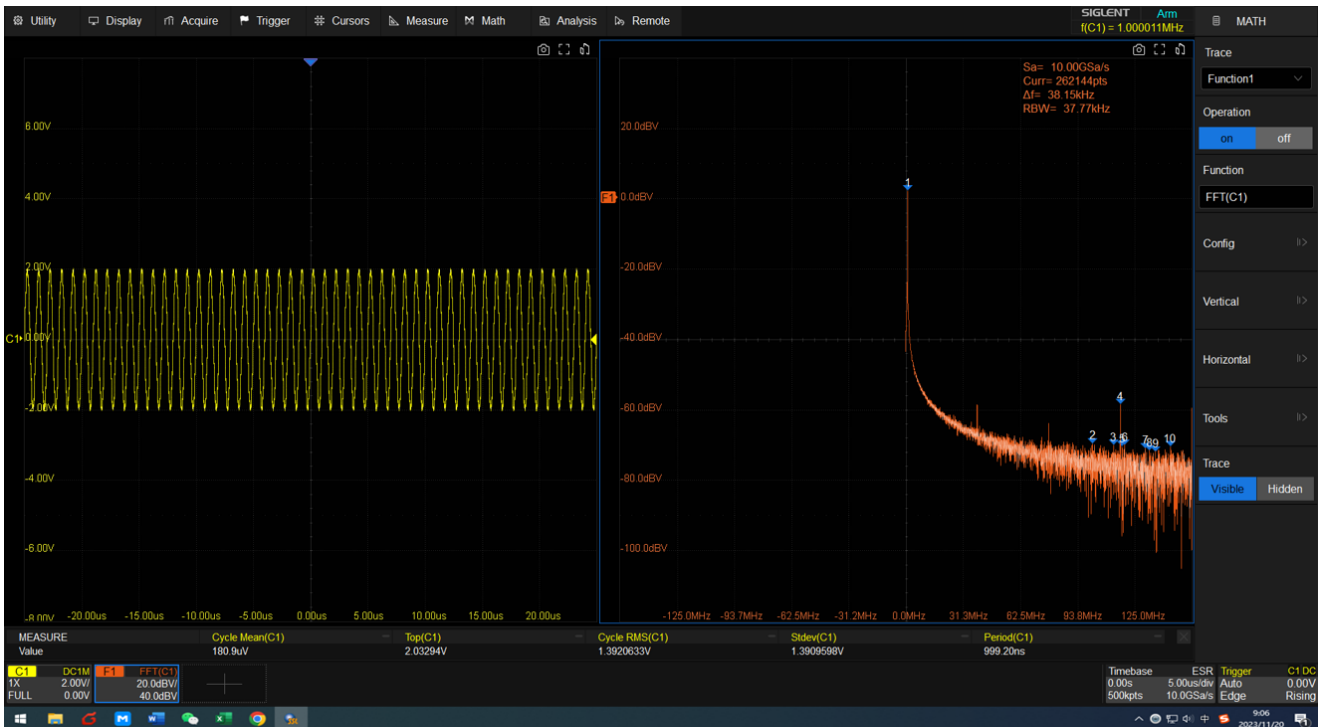 Utility Display Acquire Trigger Cursors Measure Math Analysis Remote
SIGLENT Arm
f(C1) = 1.000011MHz
MATH
Trace
Function1
Operation
on off
Function
FFT(C1)
Config
Vertical
Horizontal
Tools
Trace
Visible Hidden
6.00V
4.00V
2.00V
C1 0.00V
-2.00V
-4.00V
-6.00V
-8.00V -20.00us -15.00us -10.00us -5.00us 0.00us 5.00us 10.00us 15.00us 20.00us
Sa= 10.00GSa/s
Curr= 262144pts
Δf= 38.15kHz
RBW= 37.77kHz
20.0dBV
F1 0.0dBV
-20.0dBV
-40.0dBV
-60.0dBV
-80.0dBV
-100.0dBV
1
4
2 3 5 6 7 8 9 10
-125.0MHz -93.7MHz -62.5MHz -31.2MHz 0.0MHz 31.3MHz 62.5MHz 93.8MHz 125.0MHz
MEASURE Cycle Mean(C1) Top(C1) Cycle RMS(C1) Stdev(C1) Period(C1)
Value 180.9uV 2.03294V 1.3920633V 1.3909598V 999.20ns
C1 DC1M
1X 2.00V/
FULL 0.00V
F1 FFT(C1)
20.0dBV/
40.0dBV
Timebase ESR
0.00s 5.00us/div
500kpts 10.0GSa/s
Trigger C1 DC
Auto 0.00V
Edge Rising
中
9:06
2023/11/20